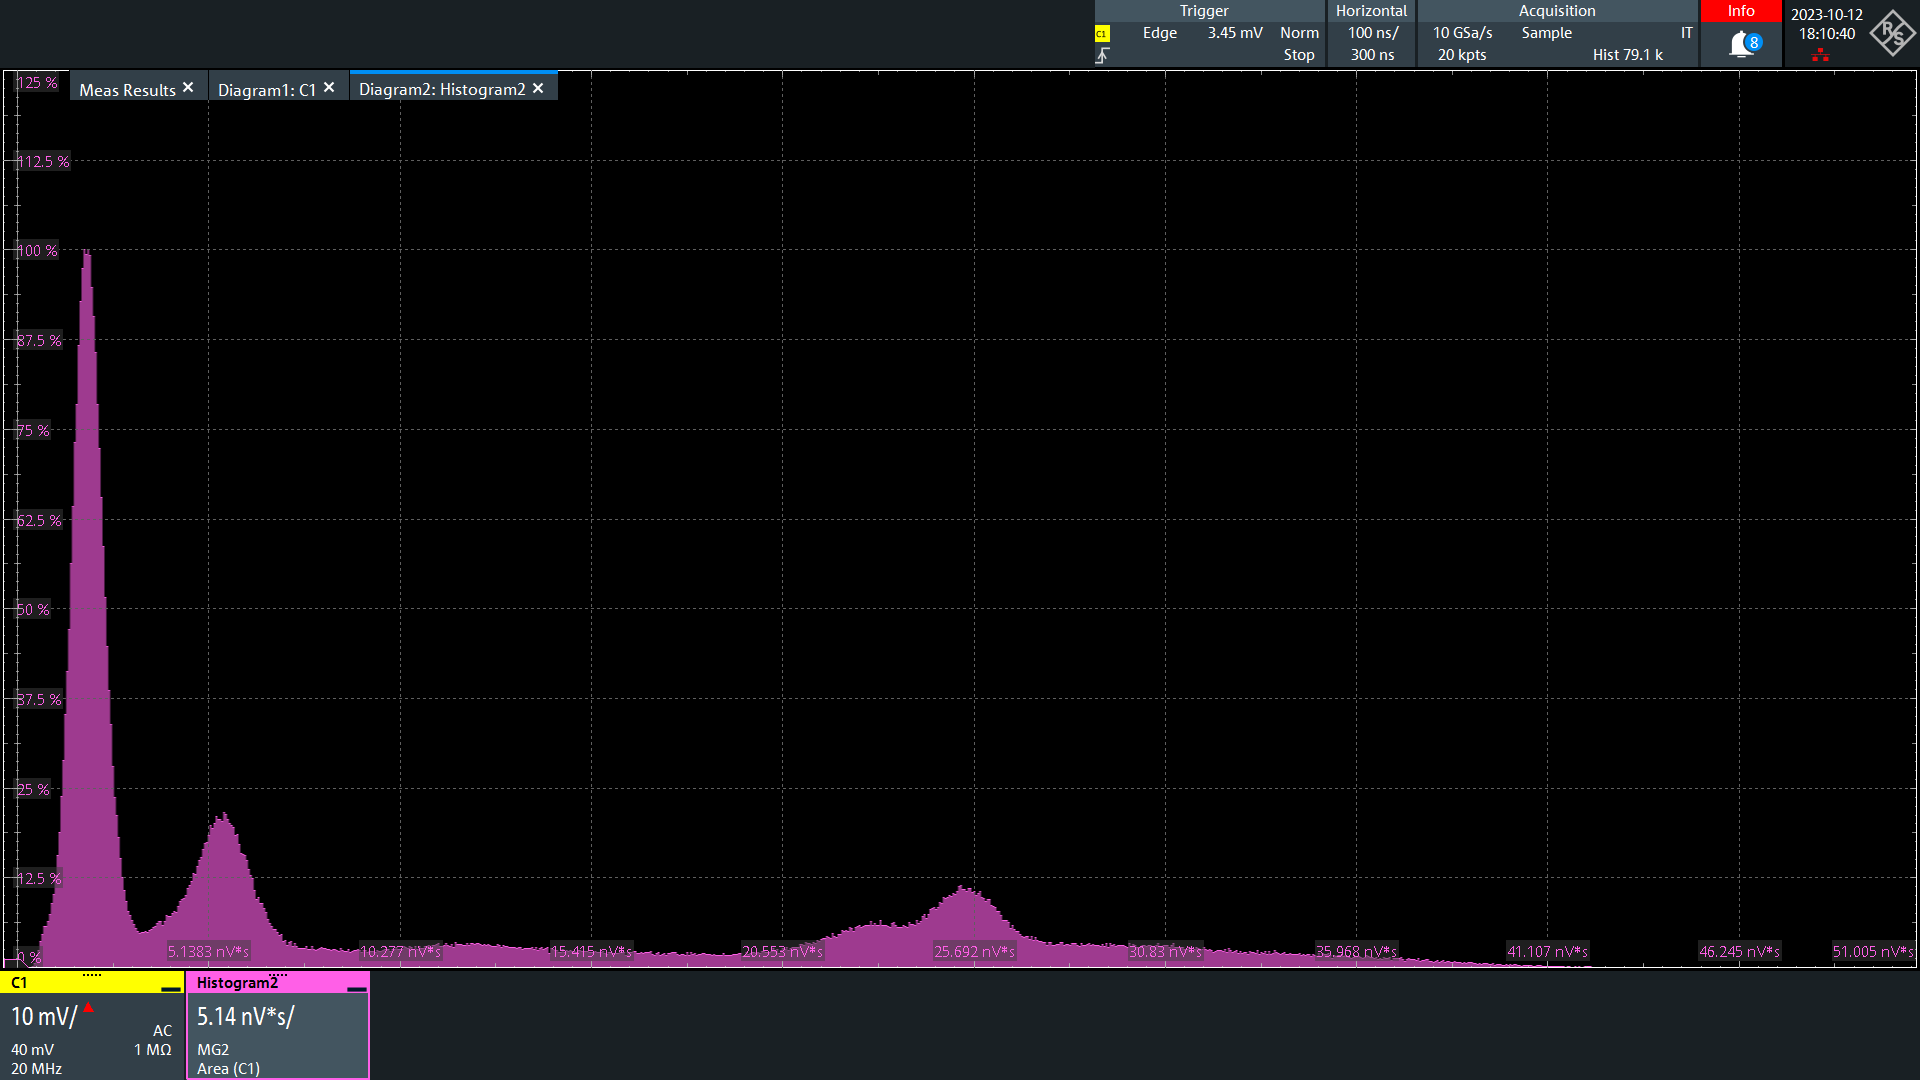 Trigger
C1 Edge 3.45 mV Norm
Stop
Horizontal
100 ns/
300 ns
Acquisition
10 GSa/s Sample IT
20 kpts Hist 79.1 k
Info
8
2023-10-12
18:10:40
R S
Meas Results ✕
Diagram1: C1 ✕
Diagram2: Histogram2 ✕
125 %
112.5 %
100 %
87.5 %
75 %
62.5 %
50 %
37.5 %
25 %
12.5 %
0 %
5.1383 nV*s
10.277 nV*s
15.415 nV*s
20.553 nV*s
25.692 nV*s
30.83 nV*s
35.968 nV*s
41.107 nV*s
46.245 nV*s
51.005 nV*s
C1
10 mV/
AC
40 mV 1 MΩ
20 MHz
Histogram2
5.14 nV*s/
MG2
Area (C1)